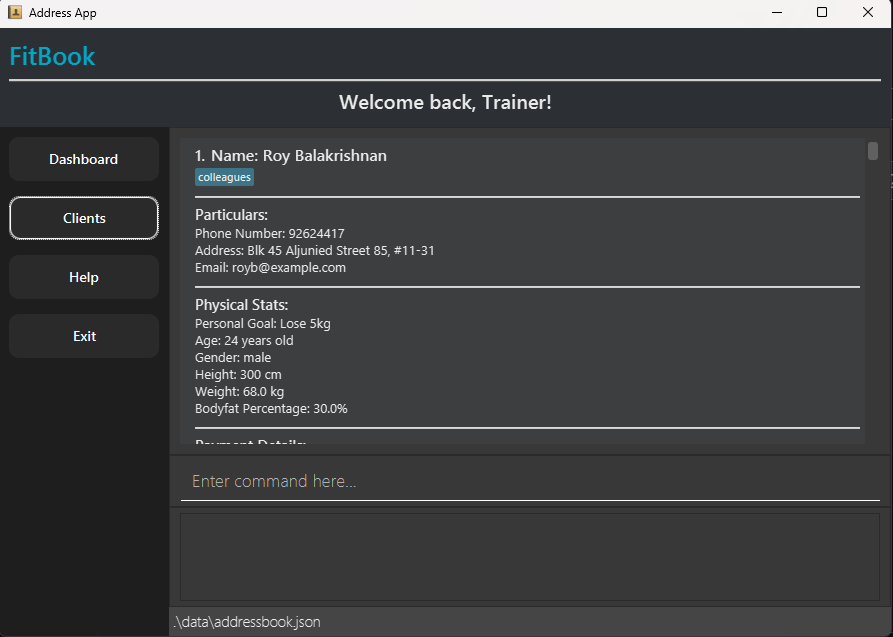 Address App
FitBook
Welcome back, Trainer!
Dashboard
Clients
Help
Exit
1. Name: Roy Balakrishnan
colleagues
Particulars:
Phone Number: 92624417
Address: Blk 45 Aljunied Street 85, #11-31
Email: royb@example.com
Physical Stats:
Personal Goal: Lose 5kg
Age: 24 years old
Gender: male
Height: 300 cm
Weight: 68.0 kg
Bodyfat Percentage: 30.0%
Payment Details:
Enter command here...
.\data\addressbook.json